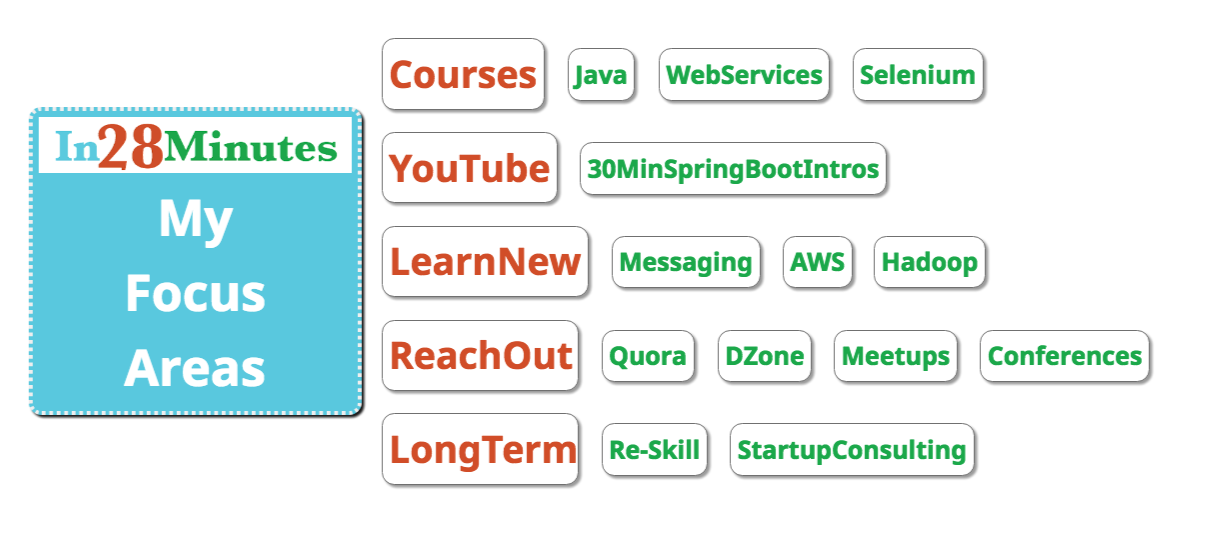 In28Minutes
My
Focus
Areas
Courses Java WebServices Selenium
YouTube 30MinSpringBootIntros
LearnNew Messaging AWS Hadoop
ReachOut Quora DZone Meetups Conferences
LongTerm Re-Skill StartupConsulting